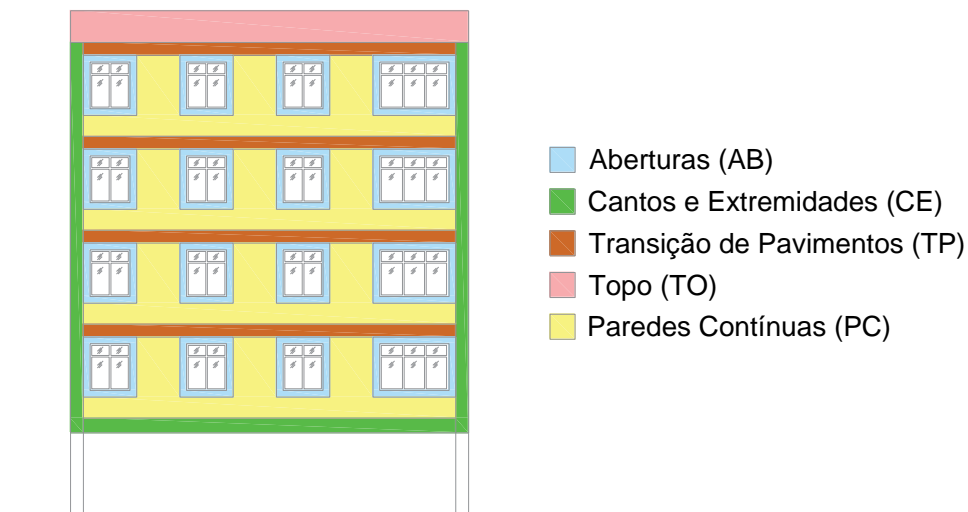 Aberturas (AB)
Cantos e Extremidades (CE)
Transição de Pavimentos (TP)
Topo (TO)
Paredes Contínuas (PC)